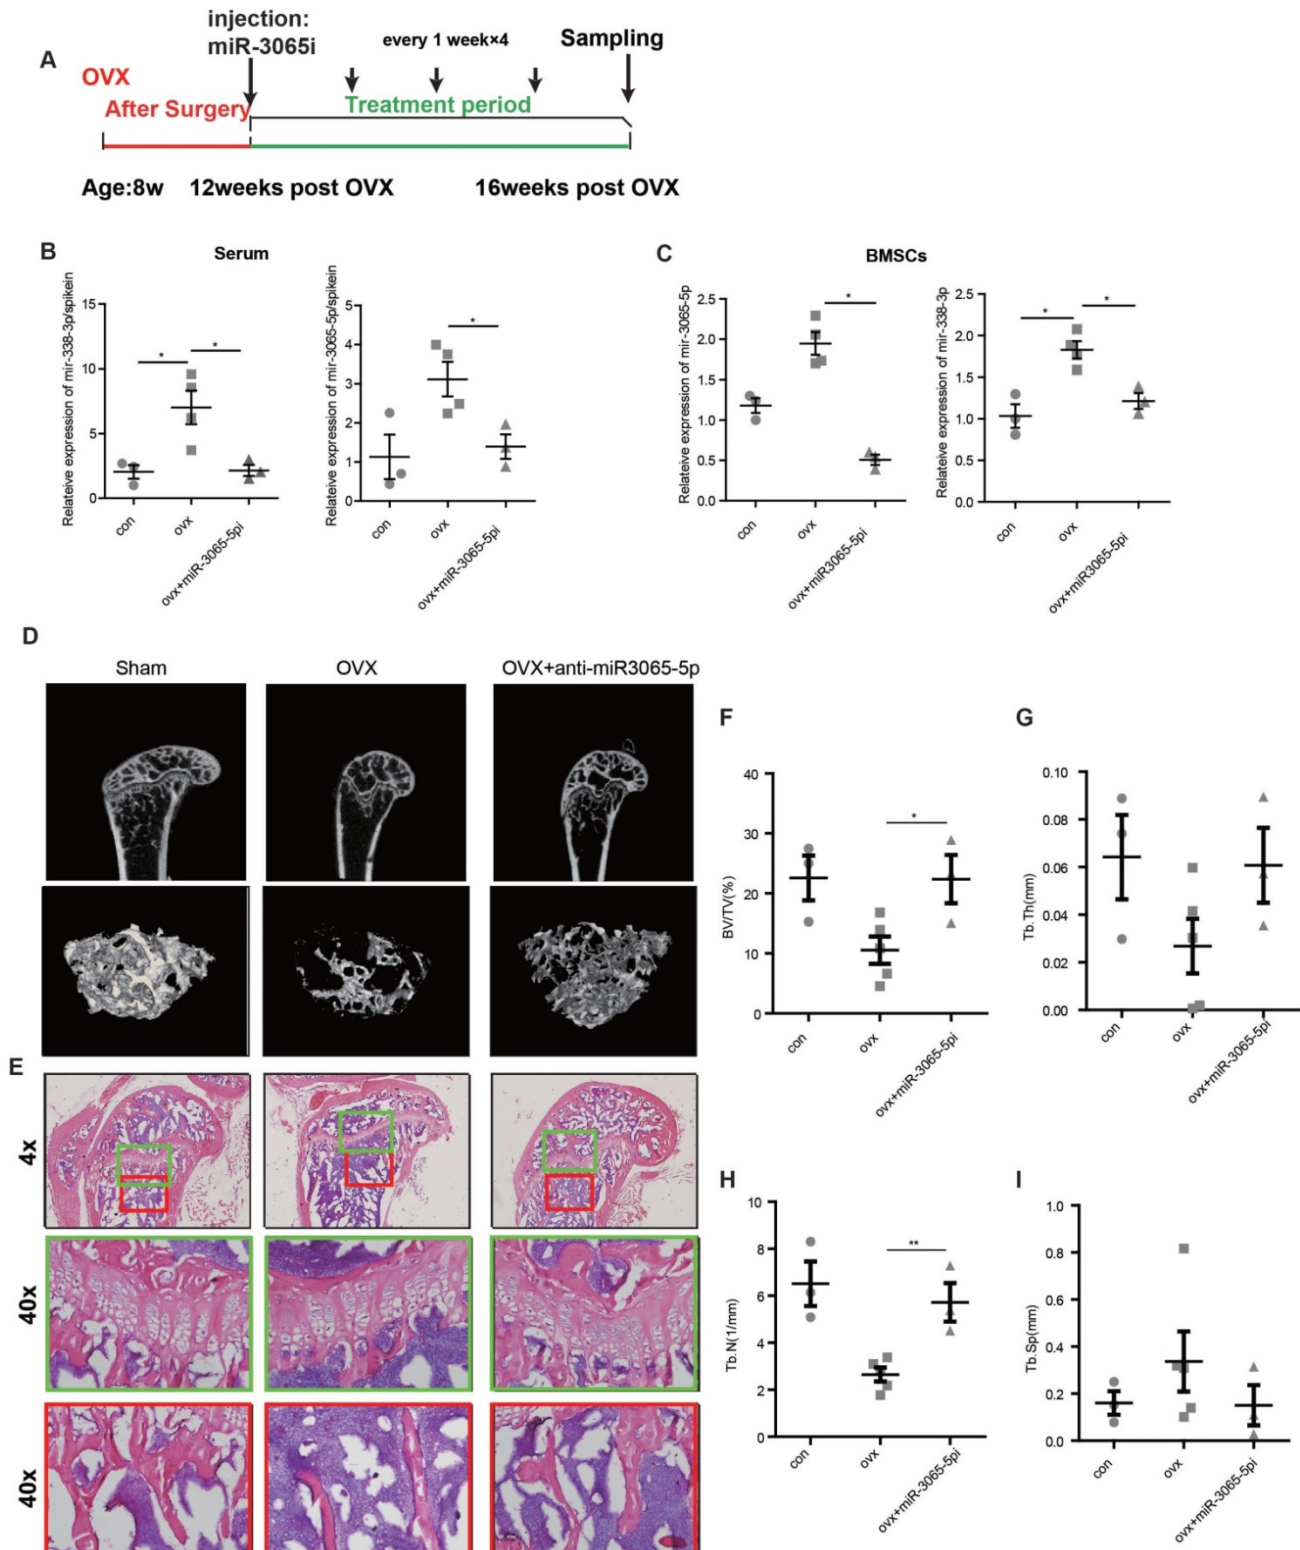 A
injection:
miR-3065i
every 1 week×4
Sampling
OVX
After Surgery
Treatment period
Age:8w
12weeks post OVX
16weeks post OVX
B
Serum
Relateive expression of mir-338-3p/spikein
15
10
5
0
*
*
con
ovx
ovx+miR-3065-5pi
Relateive expression of mir-3065-5p/spikein
5
4
3
2
1
0
*
con
ovx
ovx+miR-3065-5pi
C
BMSCs
Relateive expression of mir-3065-5p
2.5
2.0
1.5
1.0
0.5
0.0
*
con
ovx
ovx+miR3065-5pi
Relateive expression of mir-338-3p
2.5
2.0
1.5
1.0
0.5
0.0
*
*
con
ovx
ovx+miR3065-5pi
D
Sham
OVX
OVX+anti-miR3065-5p
E
4x
40x
40x
F
BV/TV(%)
40
30
20
10
0
*
con
ovx
ovx+miR-3065-5pi
G
Tb.Th(mm)
0.10
0.08
0.06
0.04
0.02
0.00
con
ovx
ovx+miR-3065-5pi
H
Tb.N(1/mm)
10
8
6
4
2
0
**
con
ovx
ovx+miR-3065-5pi
I
Tb.Sp(mm)
1.0
0.8
0.6
0.4
0.2
0.0
con
ovx
ovx+miR-3065-5pi